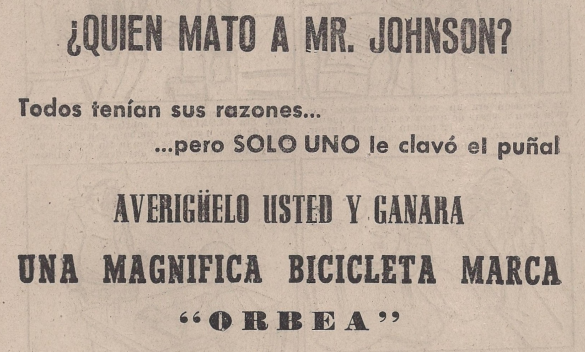 ¿QUIEN MATO A MR. JOHNSON?
Todos tenían sus razones...
...pero SOLO UNO le clavó el puñal
AVERIGÜELO USTED Y GANARA
UNA MAGNIFICA BICICLETA MARCA
“ORBEA”